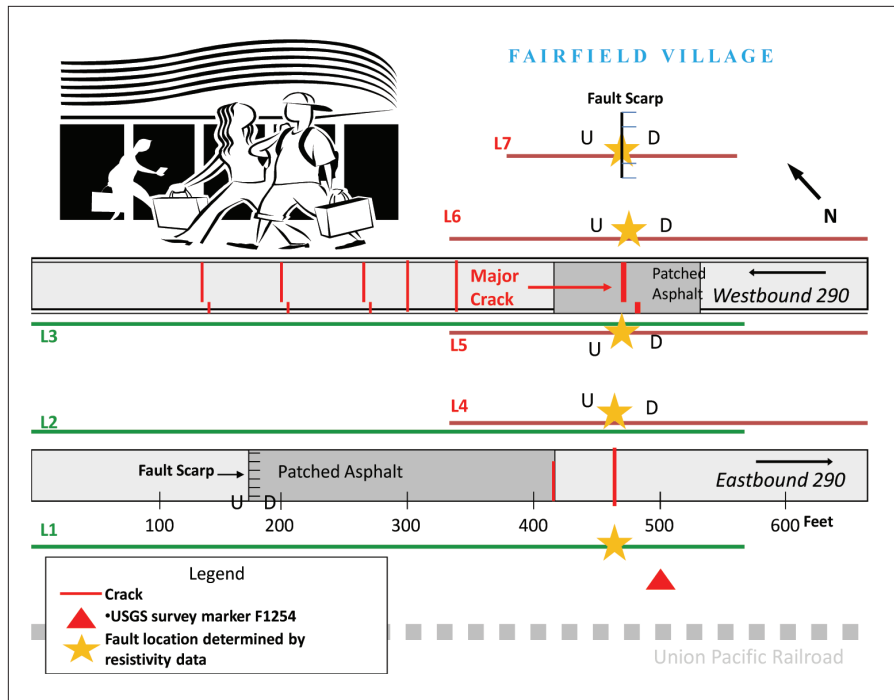 FAIRFIELD VILLAGE
Fault Scarp
U D
L7
N
L6
U D
Major
Crack
Patched
Asphalt
Westbound 290
L3
L5
U D
L4
U D
L2
Fault Scarp
Patched Asphalt
Eastbound 290
U D
100 200 300 400 500 600 Feet
L1
Legend
Crack
•USGS survey marker F1254
Fault location determined by
resistivity data
Union Pacific Railroad